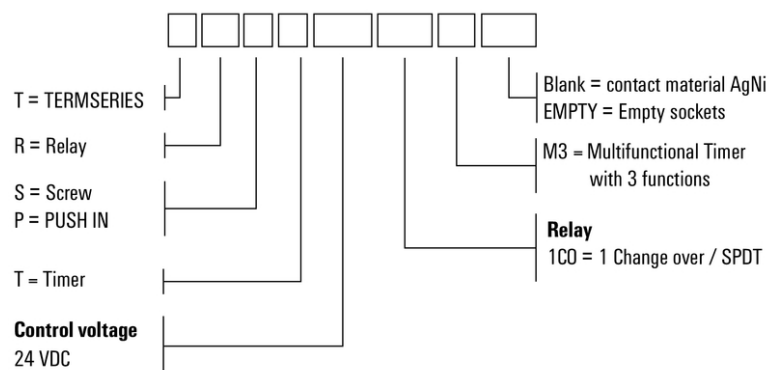 T = TERMSERIES
R = Relay
S = Screw
P = PUSH IN
T = Timer
Control voltage
24 VDC
Blank = contact material AgNi
EMPTY = Empty sockets
M3 = Multifunctional Timer
with 3 functions
Relay
1CO = 1 Change over / SPDT